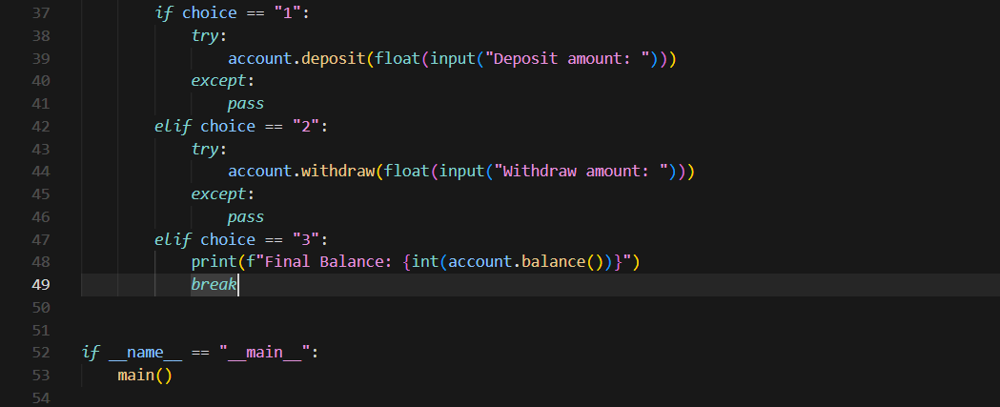 37 if choice == "1":
38 try:
39 account.deposit(float(input("Deposit amount: ")))
40 except:
41 pass
42 elif choice == "2":
43 try:
44 account.withdraw(float(input("Withdraw amount: ")))
45 except:
46 pass
47 elif choice == "3":
48 print(f"Final Balance: {int(account.balance())}")
49 break
50
51
52 if __name__ == "__main__":
53 main()
54